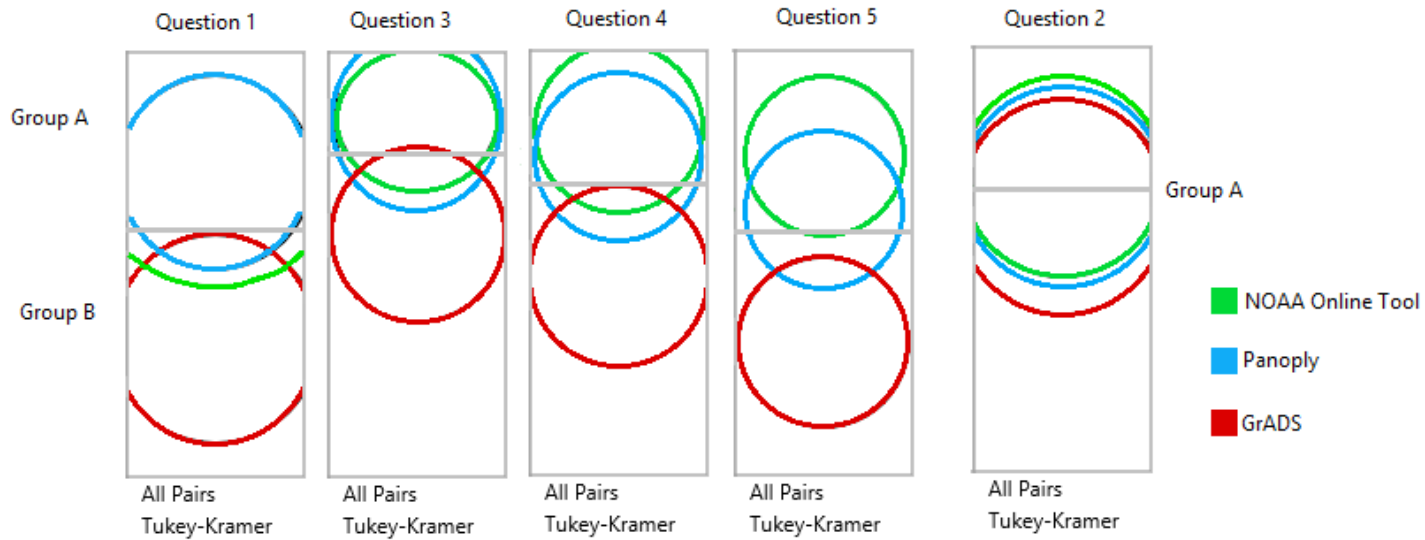 Question 1
Question 3
Question 4
Question 5
Question 2
Group A
Group B
Group A
NOAA Online Tool
Panoply
GrADS
All Pairs
Tukey-Kramer
All Pairs
Tukey-Kramer
All Pairs
Tukey-Kramer
All Pairs
Tukey-Kramer
All Pairs
Tukey-Kramer